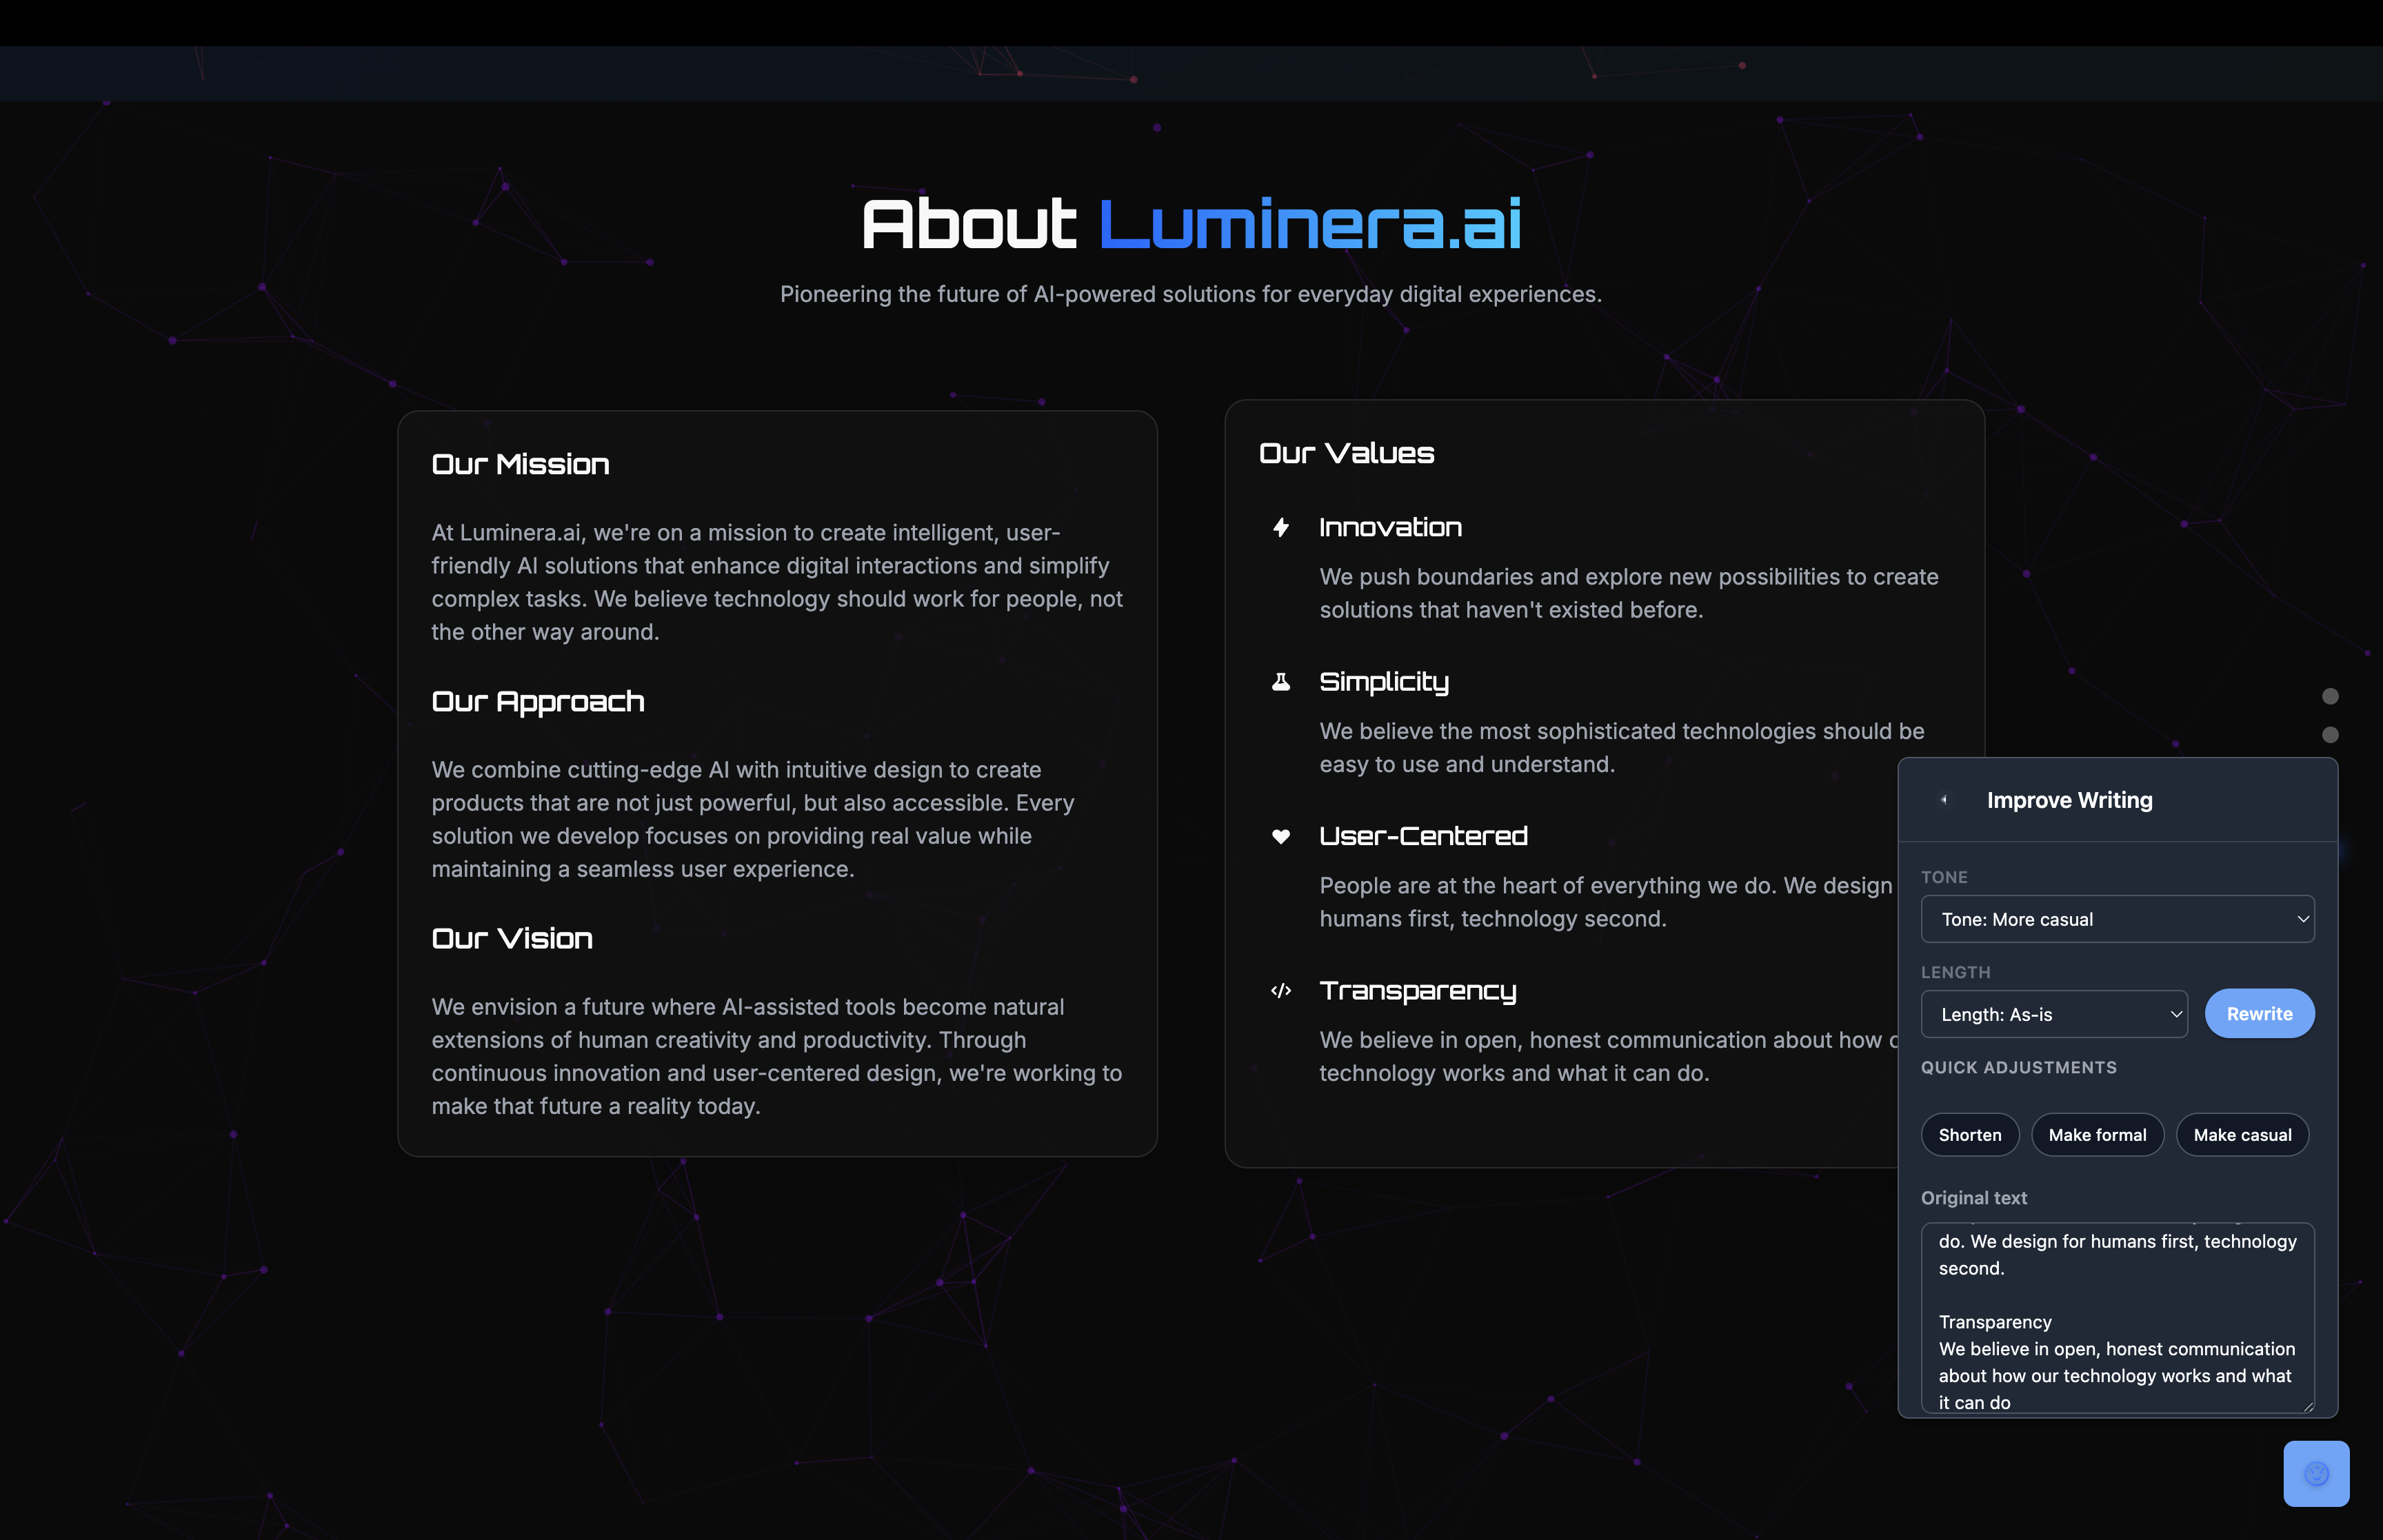 About Luminera.ai
Pioneering the future of AI-powered solutions for everyday digital experiences.
Our Mission
At Luminera.ai, we're on a mission to create intelligent, user-
friendly AI solutions that enhance digital interactions and simplify
complex tasks. We believe technology should work for people, not
the other way around.
Our Approach
We combine cutting-edge AI with intuitive design to create
products that are not just powerful, but also accessible. Every
solution we develop focuses on providing real value while
maintaining a seamless user experience.
Our Vision
We envision a future where AI-assisted tools become natural
extensions of human creativity and productivity. Through
continuous innovation and user-centered design, we're working to
make that future a reality today.
Our Values
Innovation
We push boundaries and explore new possibilities to create
solutions that haven't existed before.
Simplicity
We believe the most sophisticated technologies should be
easy to use and understand.
User-Centered
People are at the heart of everything we do. We design
humans first, technology second.
</> Transparency
We believe in open, honest communication about how
technology works and what it can do.
Improve Writing
TONE
Tone: More casual
LENGTH
Length: As-is
Rewrite
QUICK ADJUSTMENTS
Shorten
Make formal
Make casual
Original text
do. We design for humans first, technology
second.
Transparency
We believe in open, honest communication
about how our technology works and what
it can do